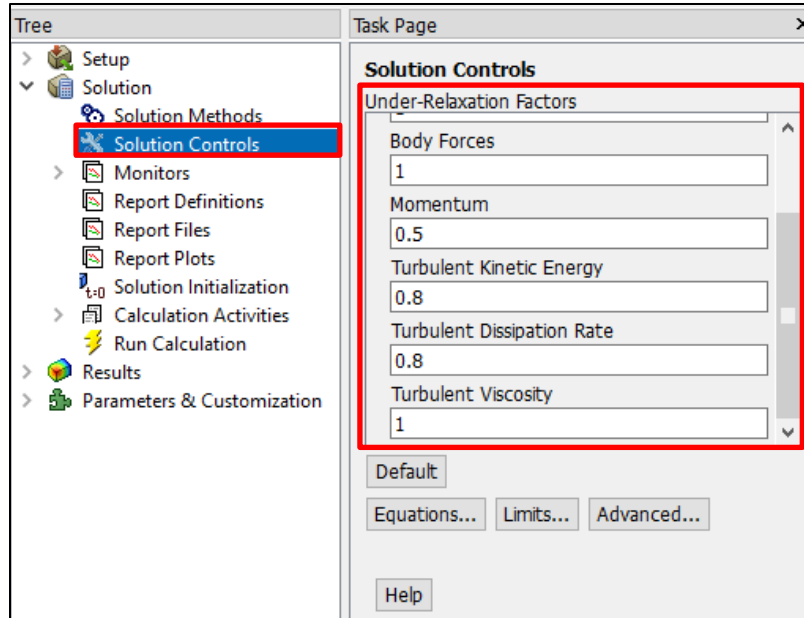 Tree
Setup
Solution
Solution Methods
Solution Controls
Monitors
Report Definitions
Report Files
Report Plots
t=0 Solution Initialization
Calculation Activities
Run Calculation
Results
Parameters & Customization
Task Page
Solution Controls
Under-Relaxation Factors
Body Forces
1
Momentum
0.5
Turbulent Kinetic Energy
0.8
Turbulent Dissipation Rate
0.8
Turbulent Viscosity
1
Default
Equations... Limits... Advanced...
Help